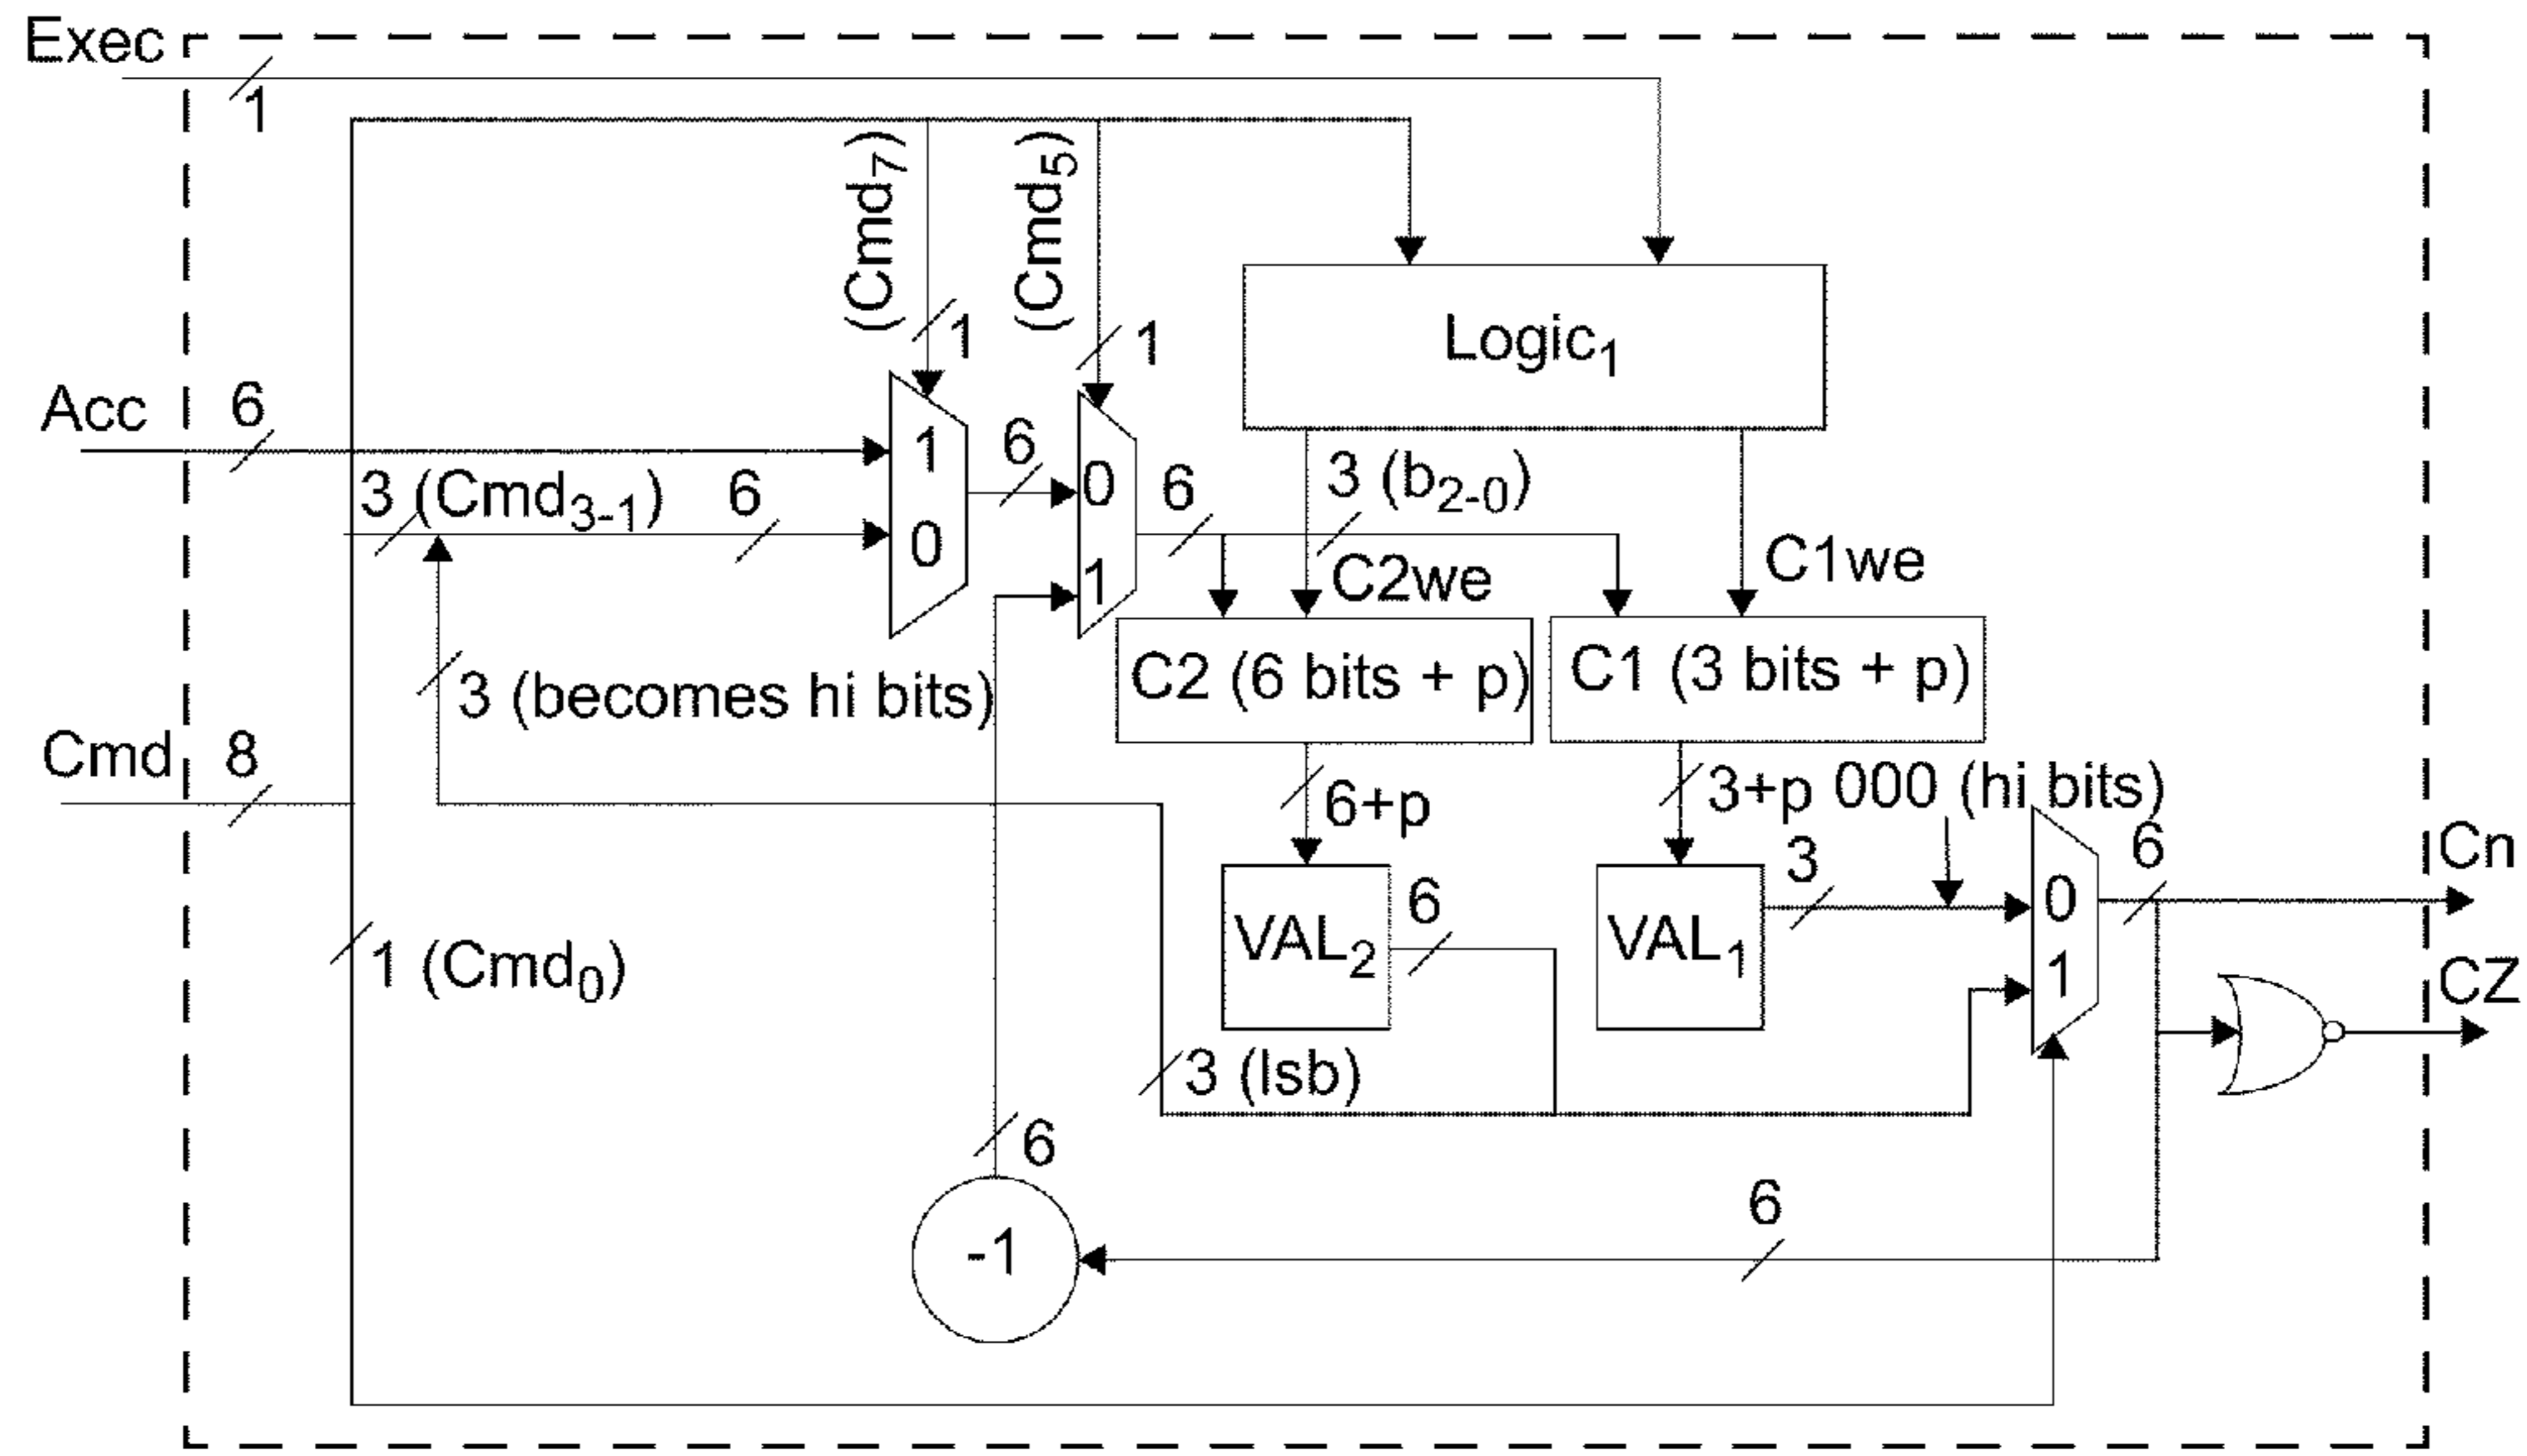 Exec
1
(Cmd7)
(Cmd5)
1
1
Logic1
Acc
6
1
0
3 (Cmd3-1)
6
6
0
1
6
3 (b2-0)
C2we
C1we
3 (becomes hi bits)
C2 (6 bits + p)
C1 (3 bits + p)
Cmd
8
6+p
3+p 000 (hi bits)
3
6
Cn
VAL2
6
VAL1
0
1
CZ
1 (Cmd0)
3 (lsb)
6
6
-1